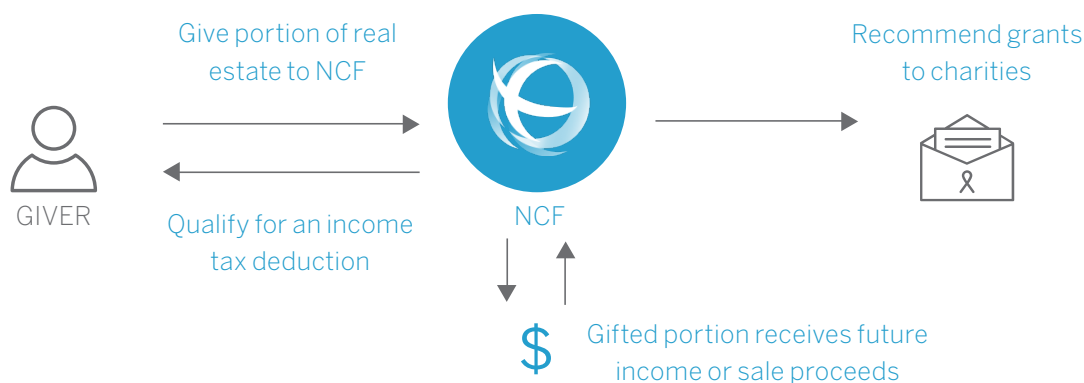 Give portion of real
estate to NCF
Recommend grants
to charities
GIVER
Qualify for an income
tax deduction
NCF
$
Gifted portion receives future
income or sale proceeds